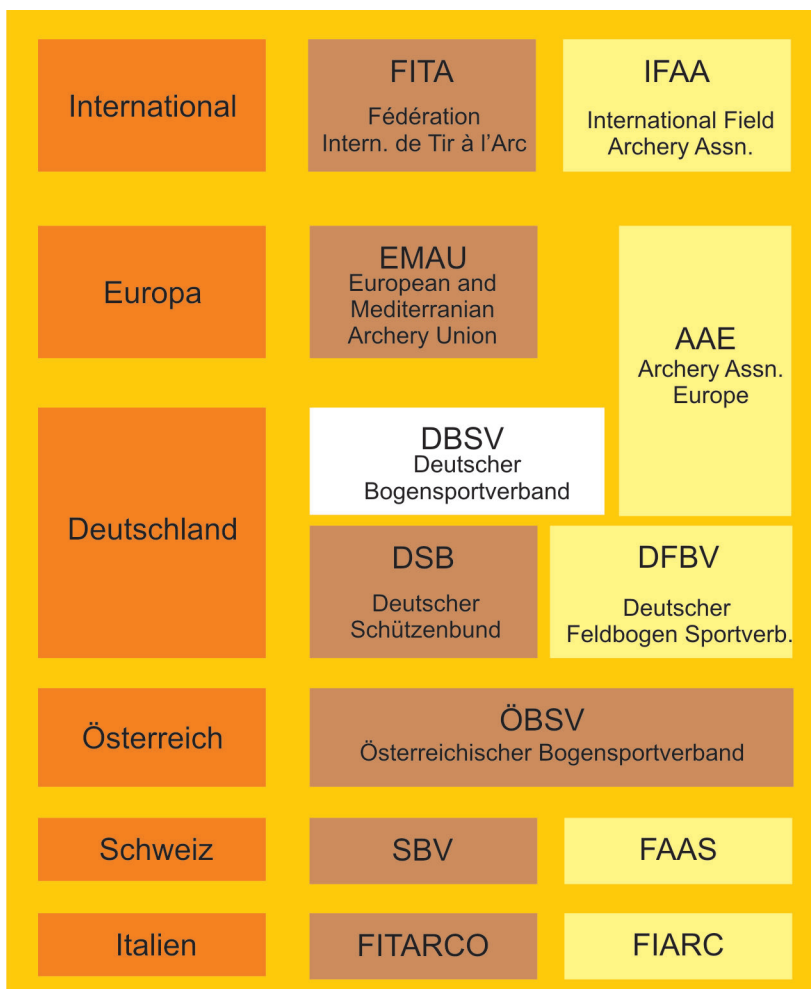 International
FITA
Fédération
Intern. de Tir à l’Arc
IFAA
International Field
Archery Assn.
Europa
EMAU
European and
Mediterranian
Archery Union
AAE
Archery Assn.
Europe
Deutschland
DBSV
Deutscher
Bogensportverband
DSB
Deutscher
Schützenbund
DFBV
Deutscher
Feldbogen Sportverb.
Österreich
ÖBSV
Österreichischer Bogensportverband
Schweiz
SBV
FAAS
Italien
FITARCO
FIARC